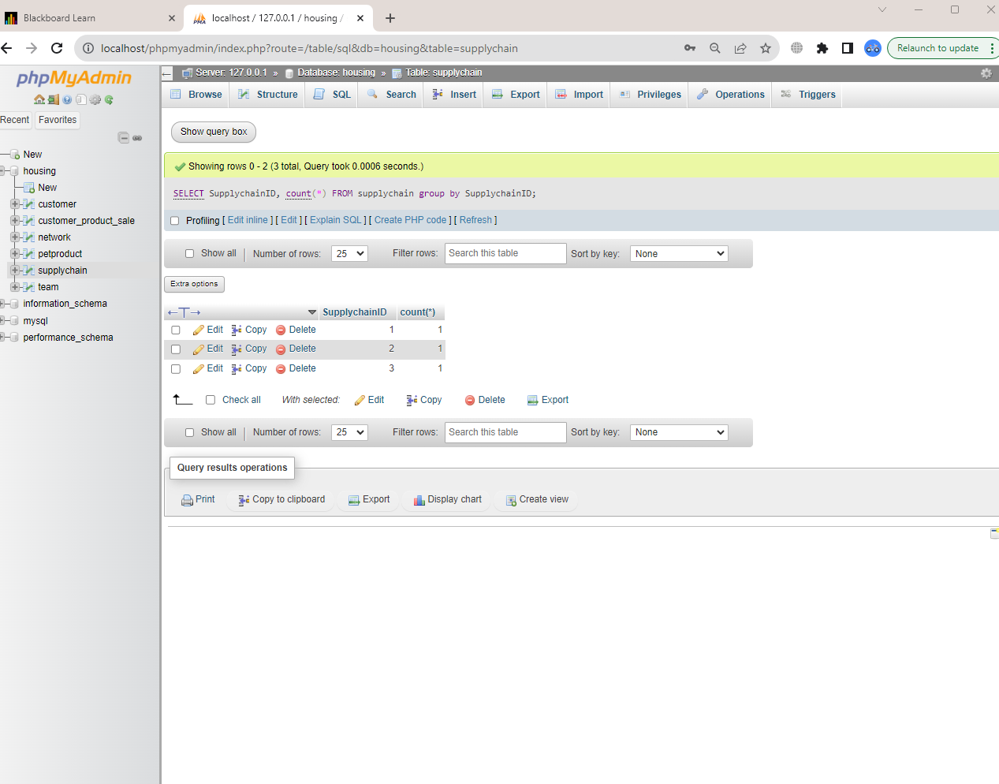 Blackboard Learn
localhost / 127.0.0.1 / housing /
localhost/phpmyadmin/index.php?route=/table/sql&db=housing&table=supplychain
Relaunch to update
phpMyAdmin
Recent
Favorites
New
housing
New
customer
customer_product_sale
network
petproduct
supplychain
team
information_schema
mysql
performance_schema
Server: 127.0.0.1 » Database: housing » Table: supplychain
Browse Structure SQL Search Insert Export Import Privileges Operations Triggers
Show query box
Showing rows 0 - 2 (3 total, Query took 0.0006 seconds.)
SELECT SupplychainID, count(*) FROM supplychain group by SupplychainID;
Profiling [ Edit inline ] [ Edit ] [ Explain SQL ] [ Create PHP code ] [ Refresh ]
Show all | Number of rows: 25 Filter rows: Search this table Sort by key: None
Extra options
←T→ SupplychainID count(*)
Edit Copy Delete 1 1
Edit Copy Delete 2 1
Edit Copy Delete 3 1
Check all With selected: Edit Copy Delete Export
Show all | Number of rows: 25 Filter rows: Search this table Sort by key: None
Query results operations
Print Copy to clipboard Export Display chart Create view